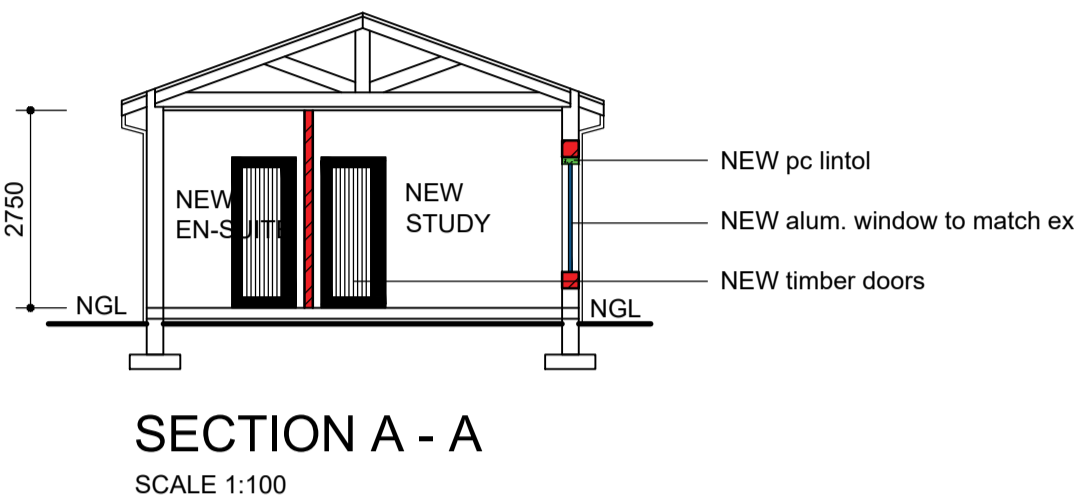 NEW pc lintol
2750
NEW
EN-SUITE
NEW
STUDY
NEW alum. window to match ex
NEW timber doors
NGL
NGL
SECTION A - A
SCALE 1:100